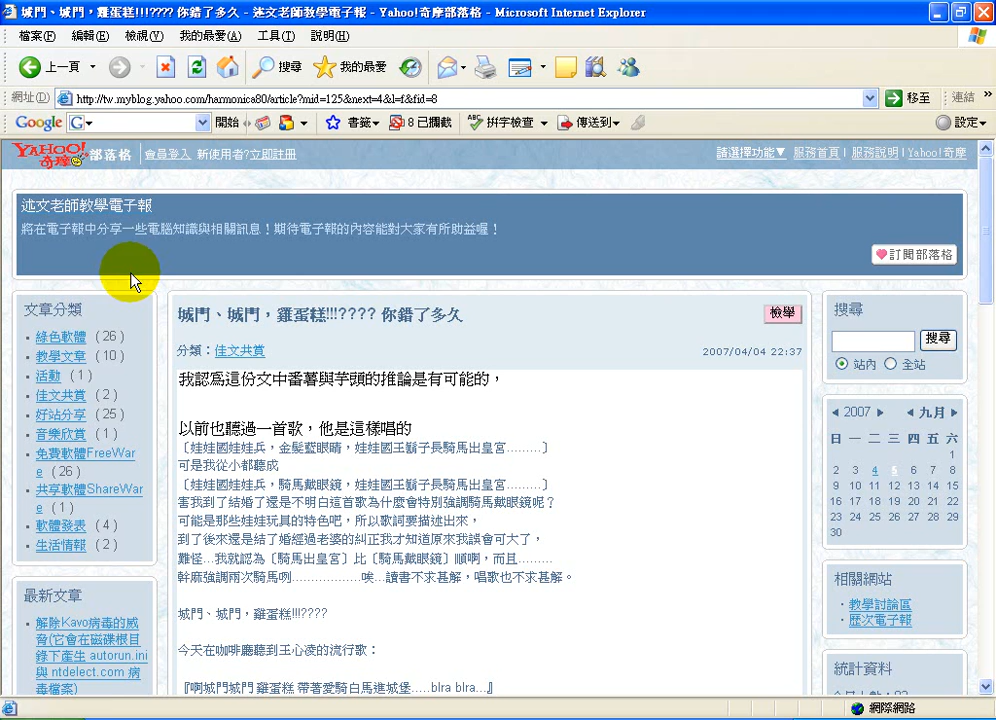 城門、城門，雞蛋糕!!!???? 你錯了多久 - 述文老師教學電子報 - Yahoo!奇摩部落格 - Microsoft Internet Explorer
檔案(F) 編輯(E) 檢視(V) 我的最愛(A) 工具(T) 說明(H)
上一頁 搜尋 我的最愛
網址(D) http://tw.myblog.yahoo.com/harmonica80/article?mid=125&next=4&l=f&fid=8 移至 連結 »
Google G 開始 書籤 8 已攔截 拼字檢查 傳送到 設定
YAHOO! 奇摩 部落格 會員登入 新使用者?立即註冊 請選擇功能▼ 服務首頁 | 服務說明 | Yahoo!奇摩
述文老師教學電子報
將在電子報中分享一些電腦知識與相關訊息！期待電子報的內容能對大家有所助益喔！
訂閱部落格
文章分類
綠色軟體 (26)
教學文章 (10)
活動 (1)
佳文共賞 (2)
好站分享 (25)
音樂欣賞 (1)
免費軟體FreeWar
e (26)
共享軟體ShareWar
e (1)
軟體發表 (4)
生活情報 (2)
最新文章
解除Kavo病毒的威
脅(它會在磁碟根目
錄下產生 autorun.ini
與 ntdelect.com 病
毒檔案)
城門、城門，雞蛋糕!!!???? 你錯了多久
檢舉
分類：佳文共賞 2007/04/04 22:37
我認為這份文中番薯與芋頭的推論是有可能的，
以前也聽過一首歌，他是這樣唱的
〔娃娃國娃娃兵，金髮藍眼睛，娃娃國王鬍子長騎馬出皇宮.........〕
可是我從小都聽成
〔娃娃國娃娃兵，騎馬戴眼鏡，娃娃國王鬍子長騎馬出皇宮.........〕
害我到了結婚了還是不明白這首歌為什麼會特別強調騎馬戴眼鏡呢？
可能是那些娃娃玩具的特色吧，所以歌詞要描述出來，
到了後來還是結了婚經過老婆的糾正我才知道原來我誤會可大了，
難怪...我就認為〔騎馬出皇宮〕比〔騎馬戴眼鏡〕順啊，而且.........
幹麻強調兩次騎馬咧..................唉...讀書不求甚解，唱歌也不求甚解。
城門、城門，雞蛋糕!!!????
今天在咖啡廳聽到王心凌的流行歌：
『啊城門城門 雞蛋糕 帶著愛騎白馬進城堡.....blra blra...』
搜尋
搜尋
站內 全站
◀ 2007 ▶ ◀ 九月 ▶
日 一 二 三 四 五 六
1
2 3 4 5 6 7 8
9 10 11 12 13 14 15
16 17 18 19 20 21 22
23 24 25 26 27 28 29
30
相關網站
教學討論區
歷次電子報
統計資料
網際網路